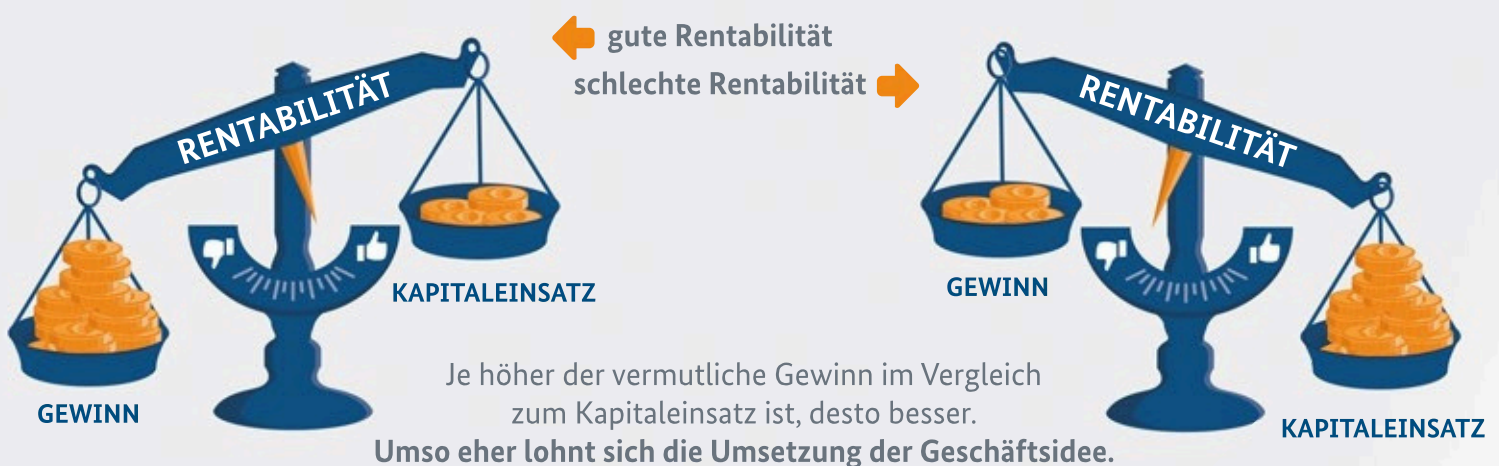 gute Rentabilität
schlechte Rentabilität
RENTABILITÄT
KAPITALEINSATZ
GEWINN
RENTABILITÄT
GEWINN
KAPITALEINSATZ
Je höher der vermutliche Gewinn im Vergleich
zum Kapitaleinsatz ist, desto besser.
Umso eher lohnt sich die Umsetzung der Geschäftsidee.